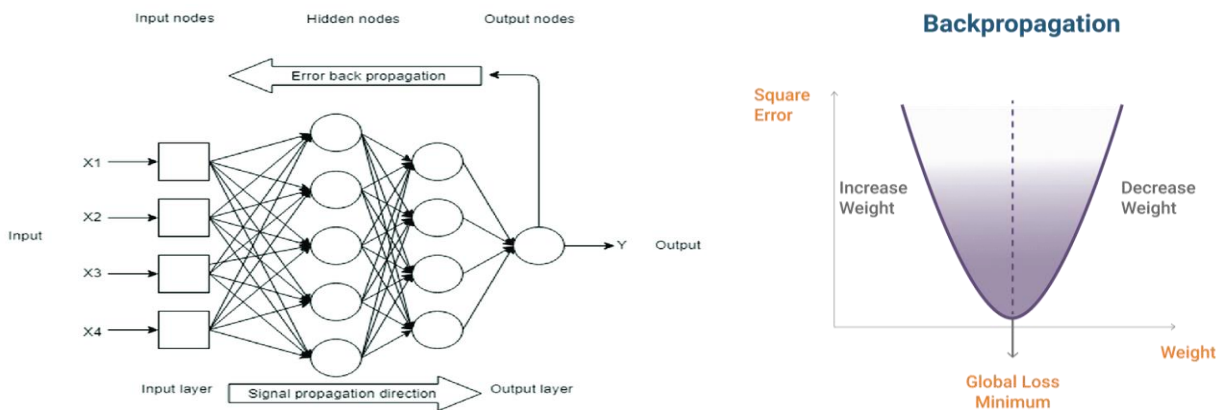 Input nodes
Hidden nodes
Output nodes
Error back propagation
X1
X2
X3
X4
Input
Y
Output
Input layer
Signal propagation direction
Output layer
Backpropagation
Square
Error
Increase
Weight
Decrease
Weight
Weight
Global Loss
Minimum